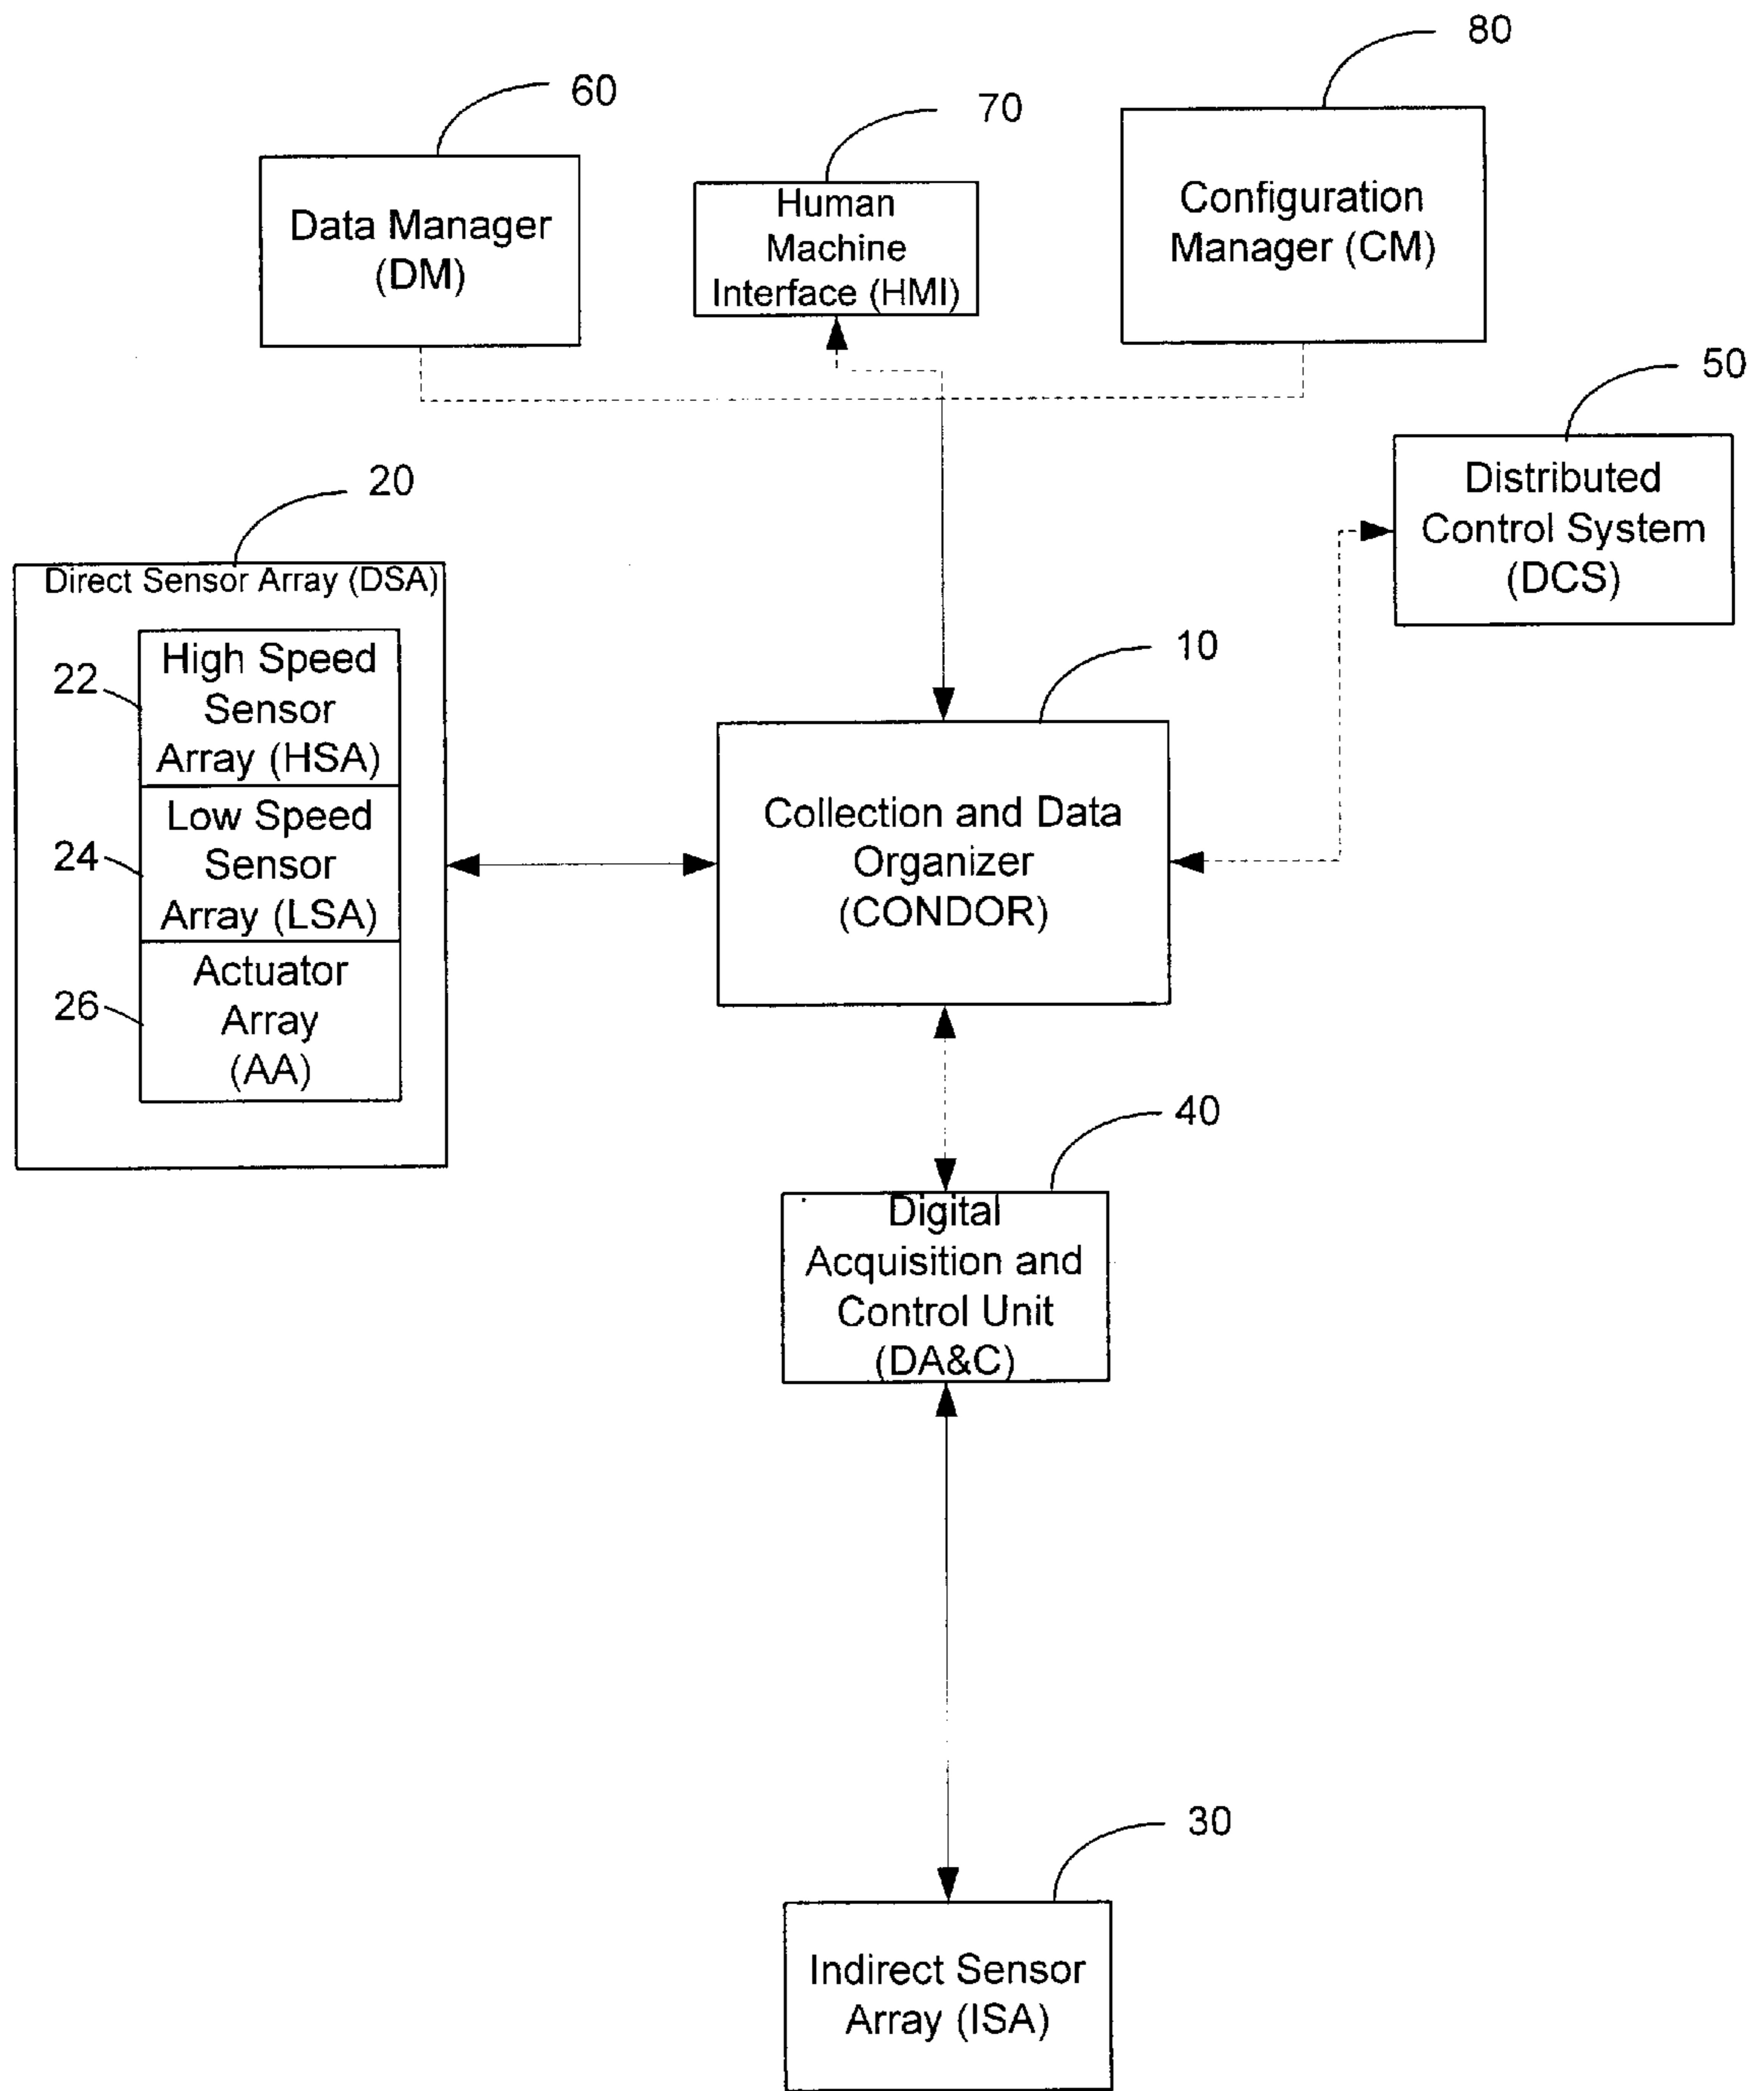 80
60
70
Data Manager
(DM)
Human
Machine
Interface (HMI)
Configuration
Manager (CM)
50
Distributed
Control System
(DCS)
20
Direct Sensor Array (DSA)
22
High Speed
Sensor
Array (HSA)
24
Low Speed
Sensor
Array (LSA)
26
Actuator
Array
(AA)
10
Collection and Data
Organizer
(CONDOR)
40
Digital
Acquisition and
Control Unit
(DA&C)
30
Indirect Sensor
Array (ISA)